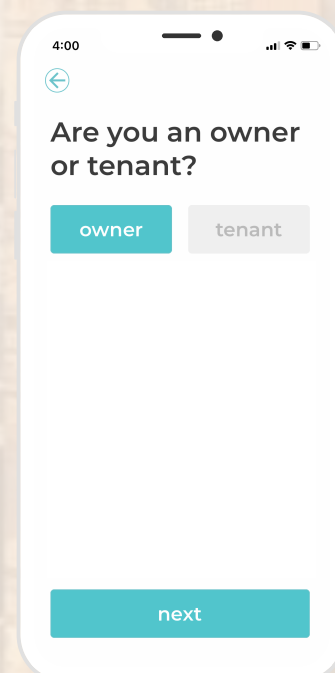 4:00
Are you an owner
or tenant?
owner tenant
next